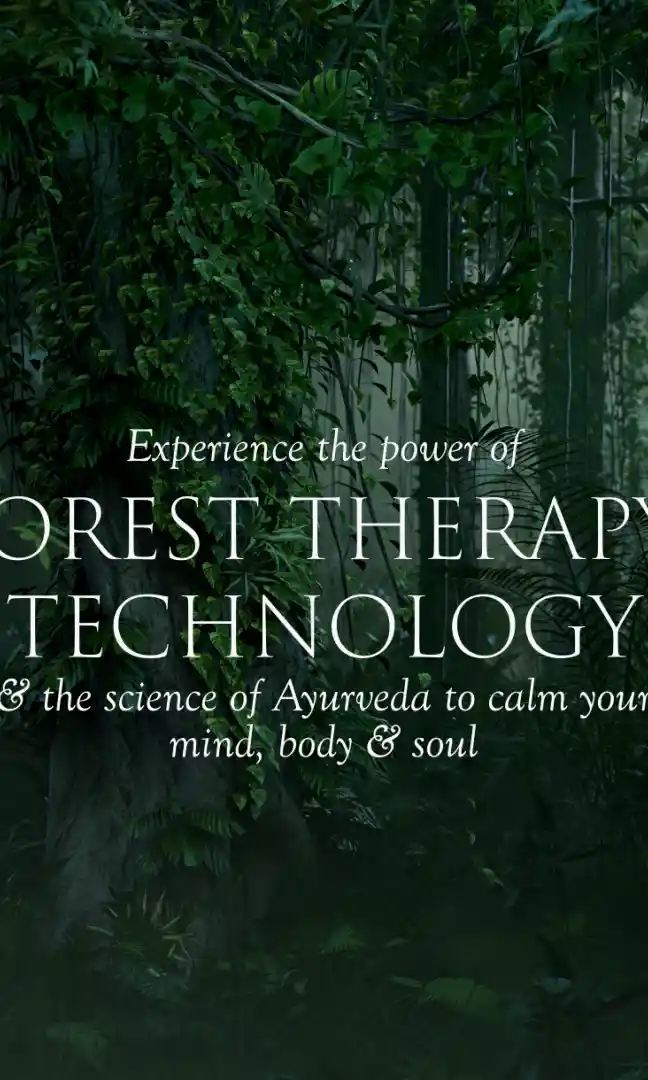 Experience the power of
OREST THERAPY
TECHNOLOGY
& the science of Ayurveda to calm your
mind, body & soul